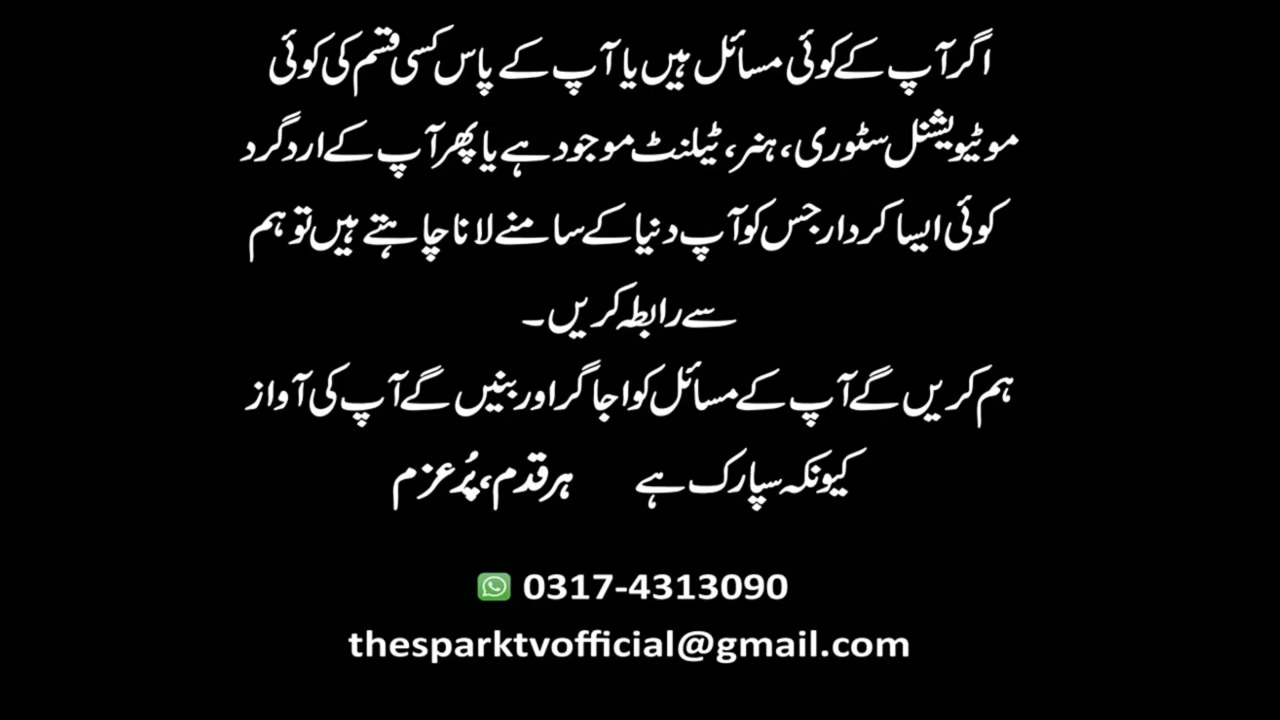 اگر آپ کے کوئی مسائل ہیں یا آپ کے پاس کسی قسم کی کوئی
موٹیویشنل سٹوری، ہنر، ٹیلنٹ موجود ہے یا پھر آپ کے ارد گرد
کوئی ایسا کردار جس کو آپ دنیا کے سامنے لانا چاہتے ہیں تو ہم
سے رابطہ کریں۔
ہم کریں گے آپ کے مسائل کو اجاگر اور بنیں گے آپ کی آواز
کیونکہ سپارک ہے ہر قدم، پُر عزم
0317-4313090
thesparktvofficial@gmail.com